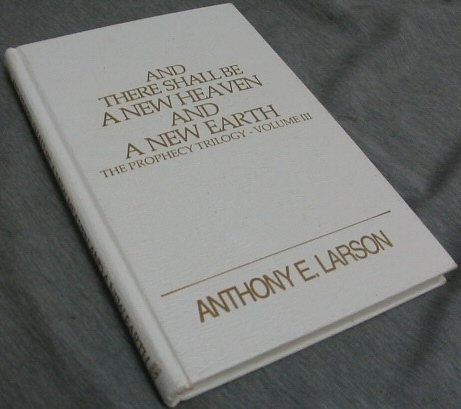 AND
THERE SHALL BE
A NEW HEAVEN
AND
A NEW EARTH
THE PROPHECY TRILOGY - VOLUME III
ANTHONY E. LARSON